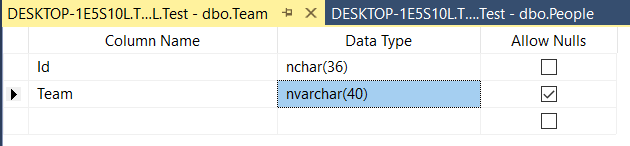 DESKTOP-1E5S10L.T...L.Test - dbo.Team DESKTOP-1E5S10L.T....Test - dbo.People
Column Name Data Type Allow Nulls
Id nchar(36)
Team nvarchar(40)